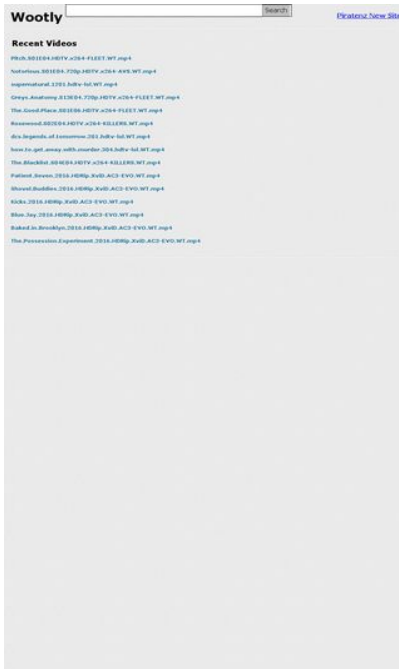 Wootly
Search
Piratenz New Site
Recent Videos
Pitch.S01E04.HDTV.x264-FLEET.WT.mp4
Notorious.S01E04.720p.HDTV.x264-AVS.WT.mp4
supernatural.1201.hdtv-lol.WT.mp4
Greys.Anatomy.S13E04.720p.HDTV.x264-FLEET.WT.mp4
The.Good.Place.S01E06.HDTV.x264-FLEET.WT.mp4
Rosewood.S02E04.HDTV.x264-KILLERS.WT.mp4
dcs.legends.of.tomorrow.201.hdtv-lol.WT.mp4
how.to.get.away.with.murder.304.hdtv-lol.WT.mp4
The.Blacklist.S04E04.HDTV.x264-KILLERS.WT.mp4
Patient.Seven.2016.HDRip.XviD.AC3-EVO.WT.mp4
Shovel.Buddies.2016.HDRip.XviD.AC3-EVO.WT.mp4
Kicks.2016.HDRip.XviD.AC3-EVO.WT.mp4
Blue.Jay.2016.HDRip.XviD.AC3-EVO.WT.mp4
Baked.in.Brooklyn.2016.HDRip.XviD.AC3-EVO.WT.mp4
The.Possession.Experiment.2016.HDRip.XviD.AC3-EVO.WT.mp4